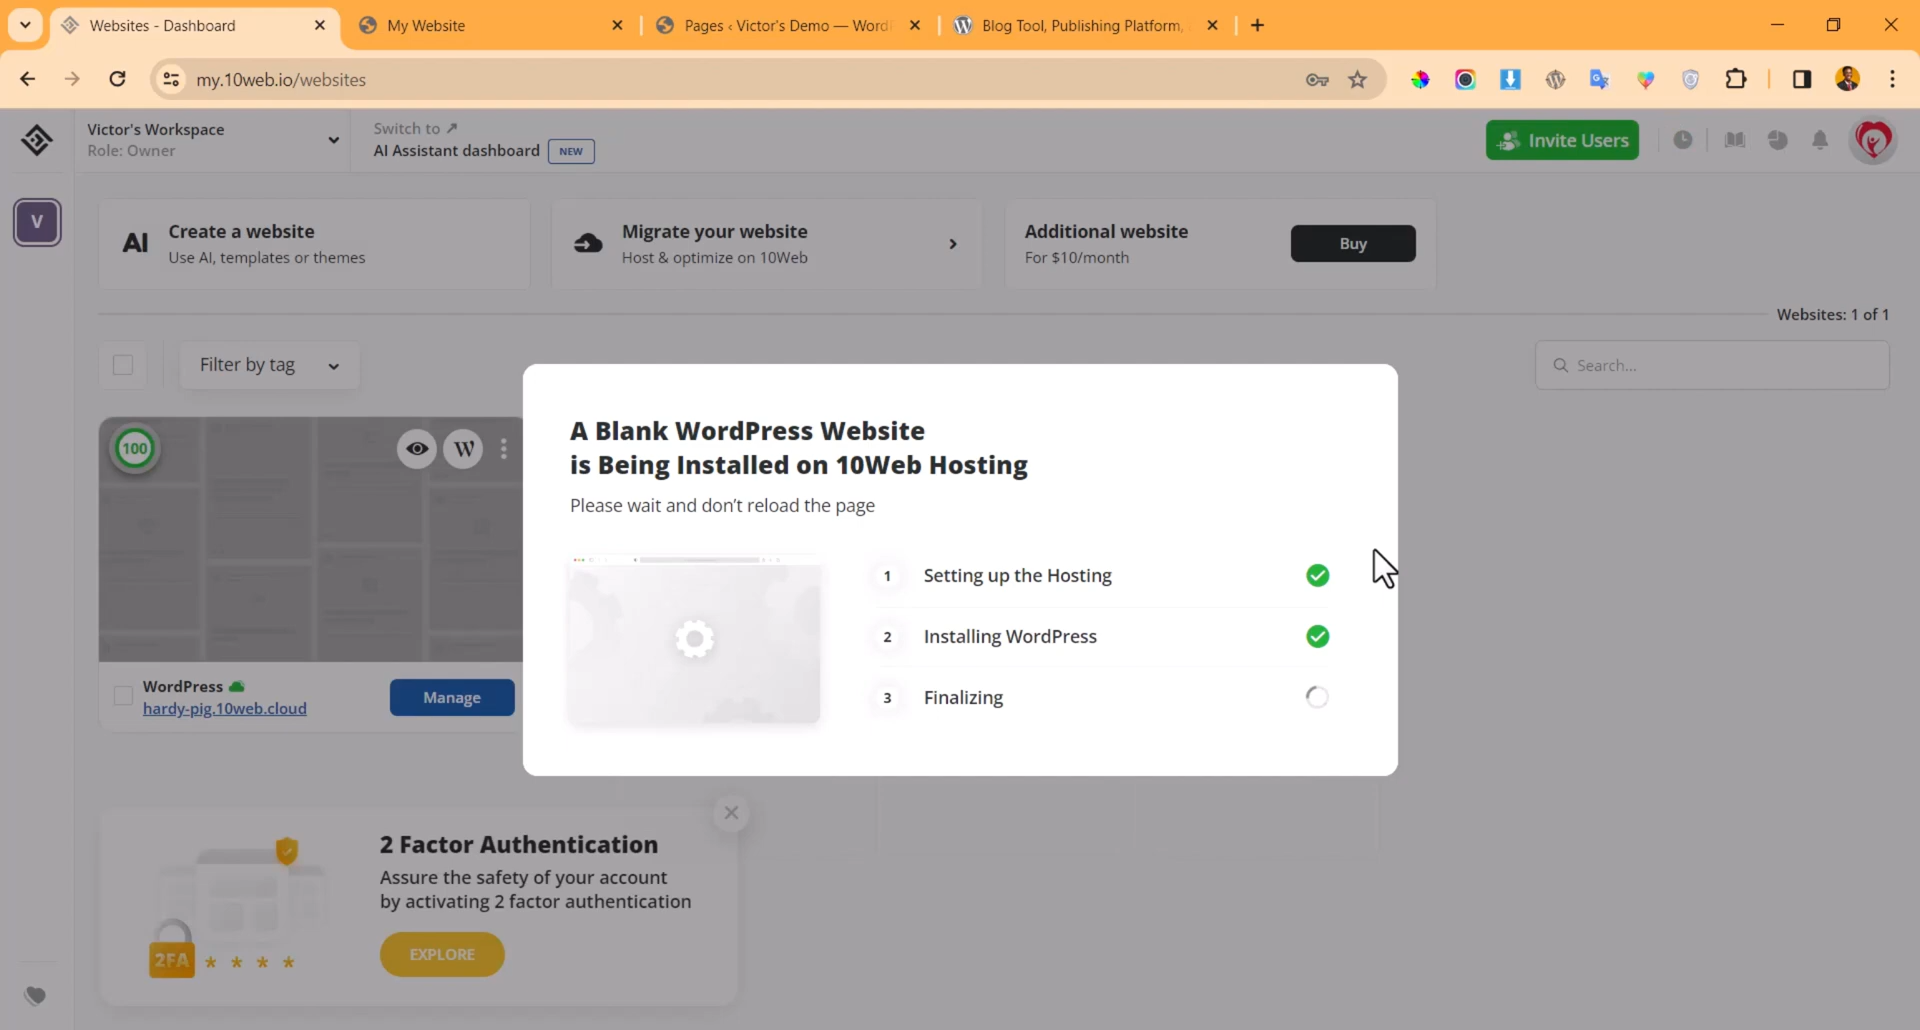 Websites - Dashboard
My Website
Pages ‹ Victor's Demo — Word
Blog Tool, Publishing Platform,
my.10web.io/websites
Victor's Workspace
Role: Owner
Switch to ↗
AI Assistant dashboard NEW
Invite Users
V
AI
Create a website
Use AI, templates or themes
Migrate your website
Host & optimize on 10Web
Additional website
For $10/month
Buy
Websites: 1 of 1
Filter by tag
Search...
100
W
A Blank WordPress Website
is Being Installed on 10Web Hosting
Please wait and don't reload the page
1 Setting up the Hosting
2 Installing WordPress
3 Finalizing
WordPress
hardy-pig.10web.cloud
Manage
2 Factor Authentication
Assure the safety of your account
by activating 2 factor authentication
2FA * * * *
EXPLORE